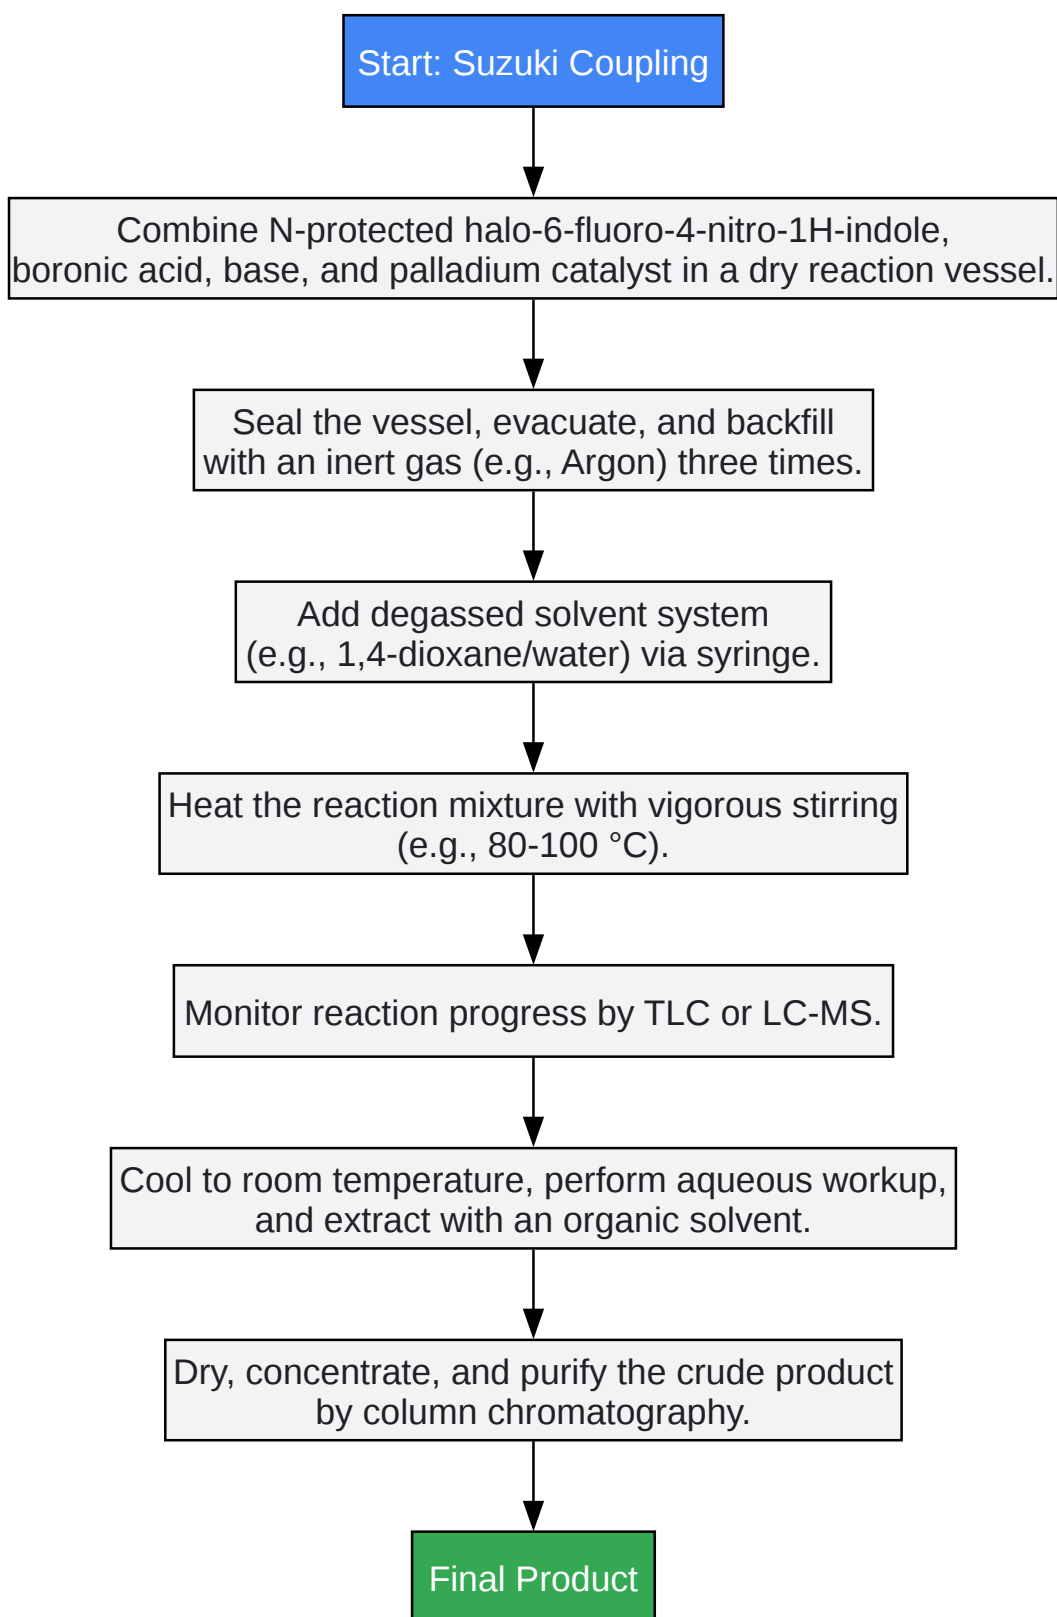 Start: Suzuki Coupling
Combine N-protected halo-6-fluoro-4-nitro-1H-indole,
boronic acid, base, and palladium catalyst in a dry reaction vessel.
Seal the vessel, evacuate, and backfill
with an inert gas (e.g., Argon) three times.
Add degassed solvent system
(e.g., 1,4-dioxane/water) via syringe.
Heat the reaction mixture with vigorous stirring
(e.g., 80-100 °C).
Monitor reaction progress by TLC or LC-MS.
Cool to room temperature, perform aqueous workup,
and extract with an organic solvent.
Dry, concentrate, and purify the crude product
by column chromatography.
Final Product